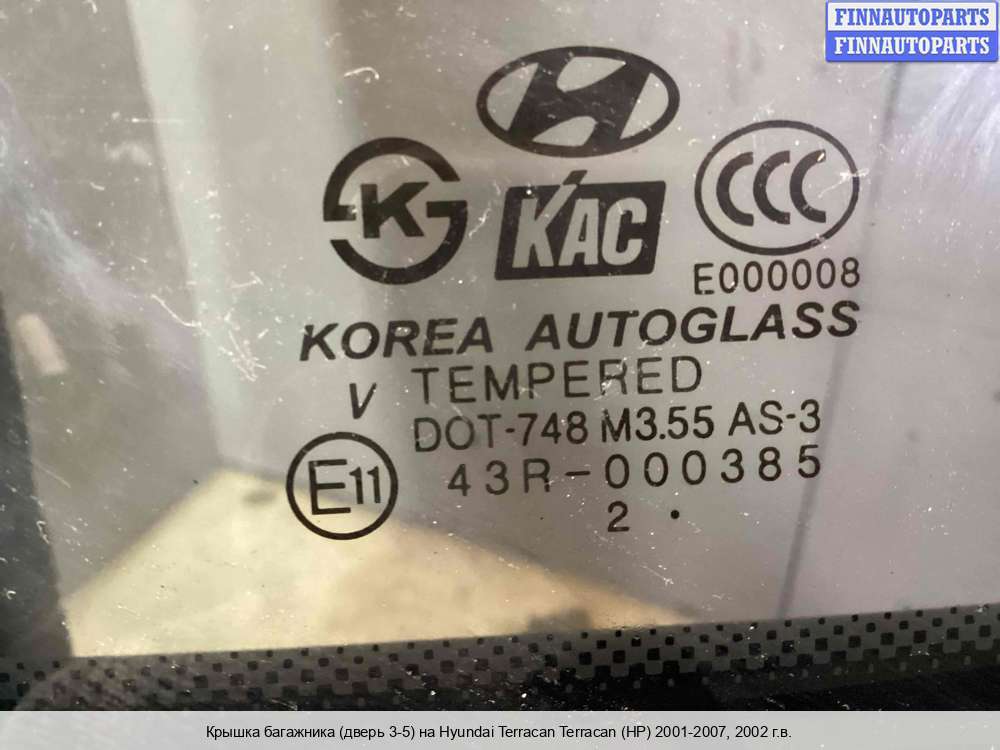 FINNAUTOPARTS
FINNAUTOPARTS
K
KAC
CCC
E000008
KOREA AUTOGLASS
V TEMPERED
DOT-748 M3.55 AS-3
E11 43R-000385
2 .
Крышка багажника (дверь 3-5) на Hyundai Terracan Terracan (HP) 2001-2007, 2002 г.в.